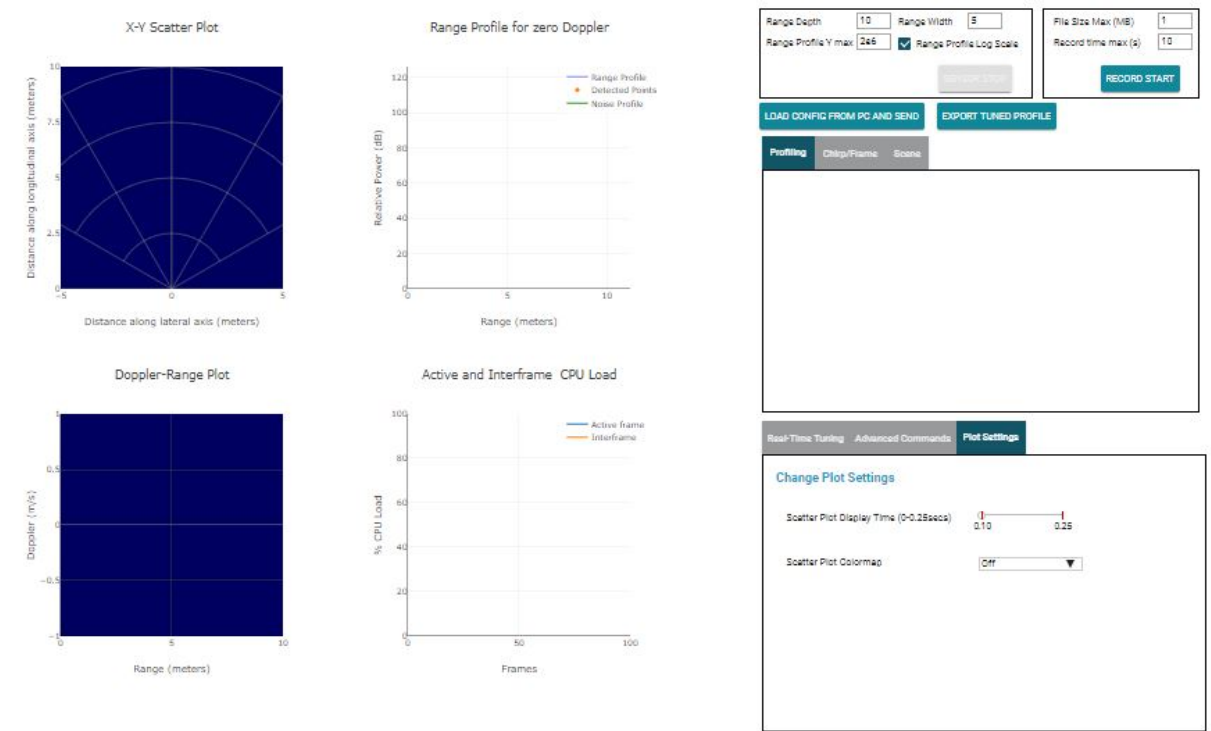 X-Y Scatter Plot
Distance along longitudinal axis (meters)
10
7.5
5
2.5
0
−5
0
5
Distance along lateral axis (meters)
Range Profile for zero Doppler
Relative Power (dB)
120
100
80
60
40
20
0
0
5
10
Range (meters)
Range Profile
Detected Points
Noise Profile
Doppler-Range Plot
Doppler (m/s)
1
0.5
0
−0.5
−1
0
5
10
Range (meters)
Active and Interframe CPU Load
% CPU Load
100
80
60
40
20
0
0
50
100
Frames
Active frame
Interframe
Range Depth 10 Range Width 5
Range Profile Y max 2e6 Range Profile Log Scale
SENSOR STOP
File Size Max (MB) 1
Record time max (s) 10
RECORD START
LOAD CONFIG FROM PC AND SEND EXPORT TUNED PROFILE
Profiling Chirp/Frame Scene
Real-Time Tuning Advanced Commands Plot Settings
Change Plot Settings
Scatter Plot Display Time (0-0.25secs)
0.10 0.25
Scatter Plot Colormap Off